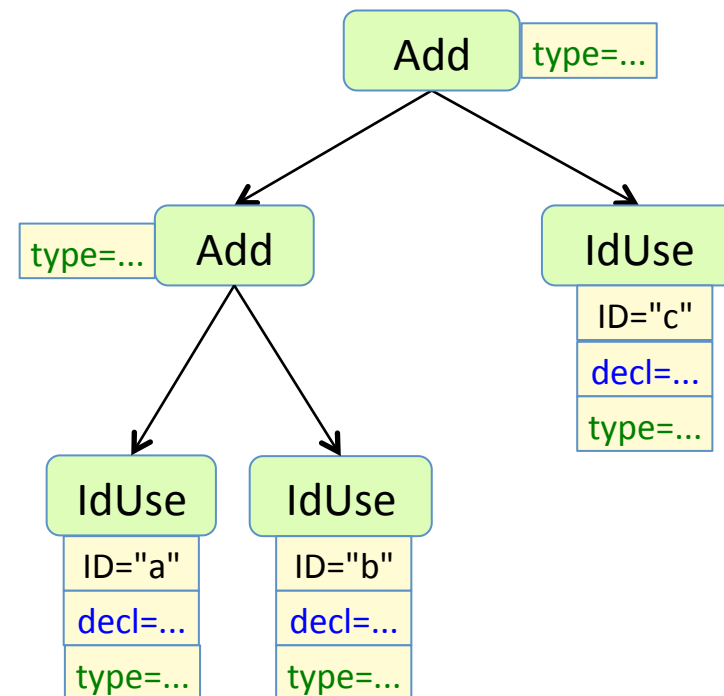 Add
type=...
type=...
Add
IdUse
ID="c"
decl=...
type=...
IdUse
ID="a"
decl=...
type=...
IdUse
ID="b"
decl=...
type=...